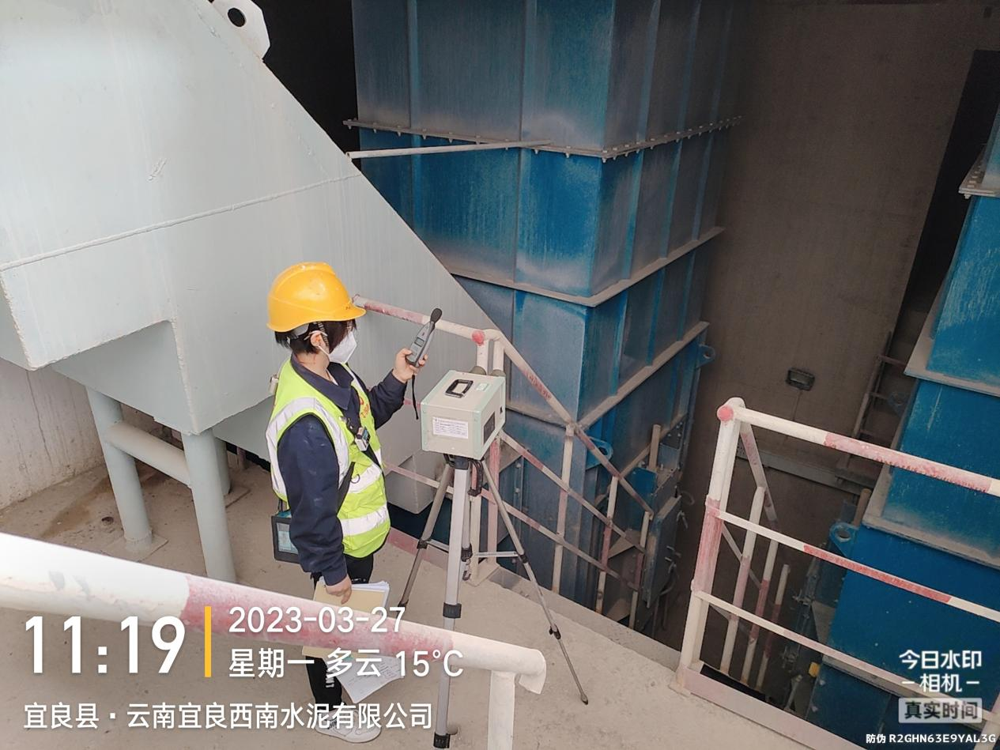 11:19
2023-03-27
星期一 多云 15°C
宜良县·云南宜良西南水泥有限公司
今日水印
相机
真实时间
防伪 R2GHN63E9YAL3G